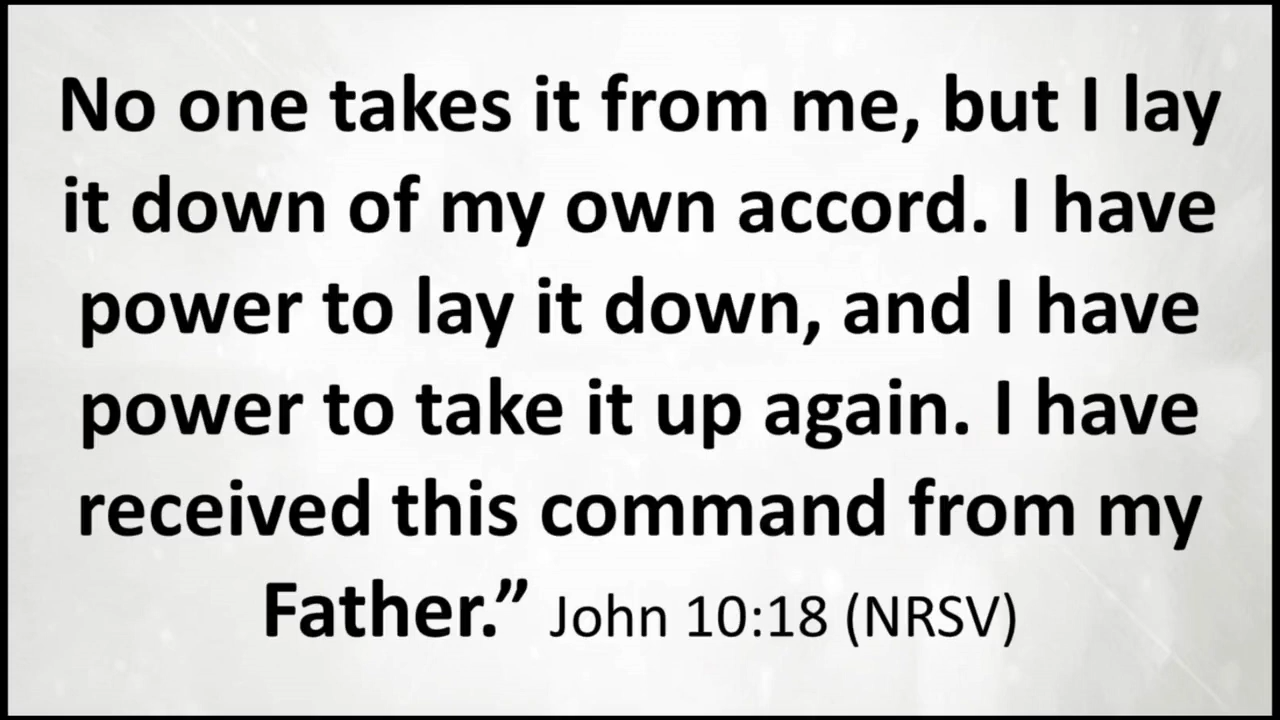 No one takes it from me, but I lay
it down of my own accord. I have
power to lay it down, and I have
power to take it up again. I have
received this command from my
Father.” John 10:18 (NRSV)